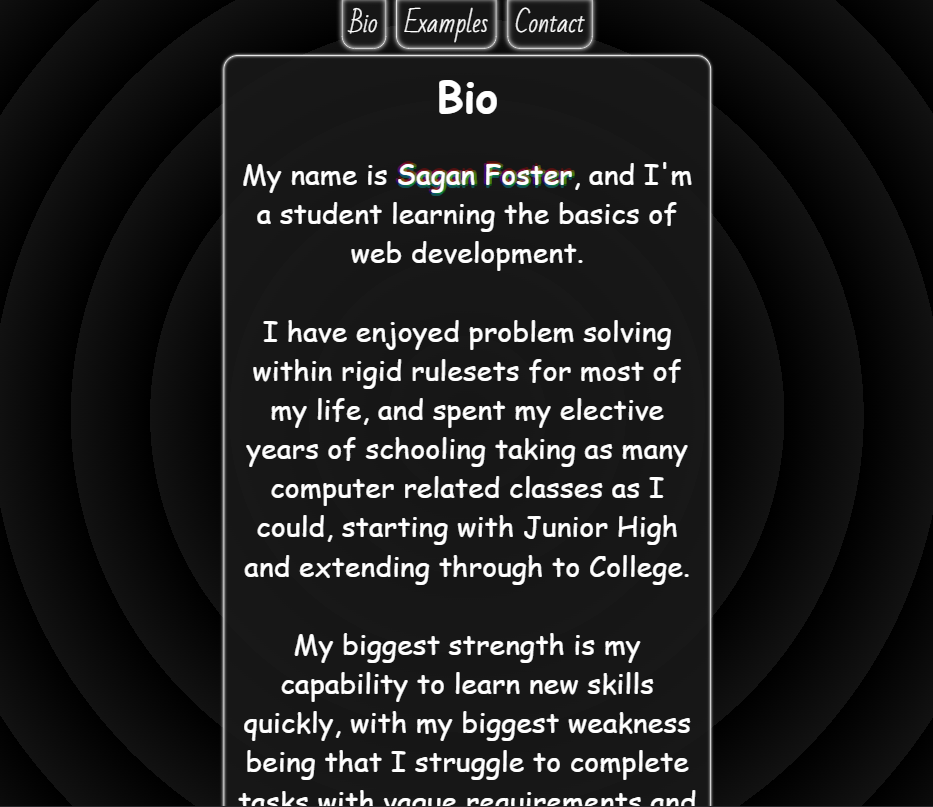 Bio Examples Contact
Bio
My name is Sagan Foster, and I'm
a student learning the basics of
web development.
I have enjoyed problem solving
within rigid rulesets for most of
my life, and spent my elective
years of schooling taking as many
computer related classes as I
could, starting with Junior High
and extending through to College.
My biggest strength is my
capability to learn new skills
quickly, with my biggest weakness
being that I struggle to complete
tasks with vague requirements and